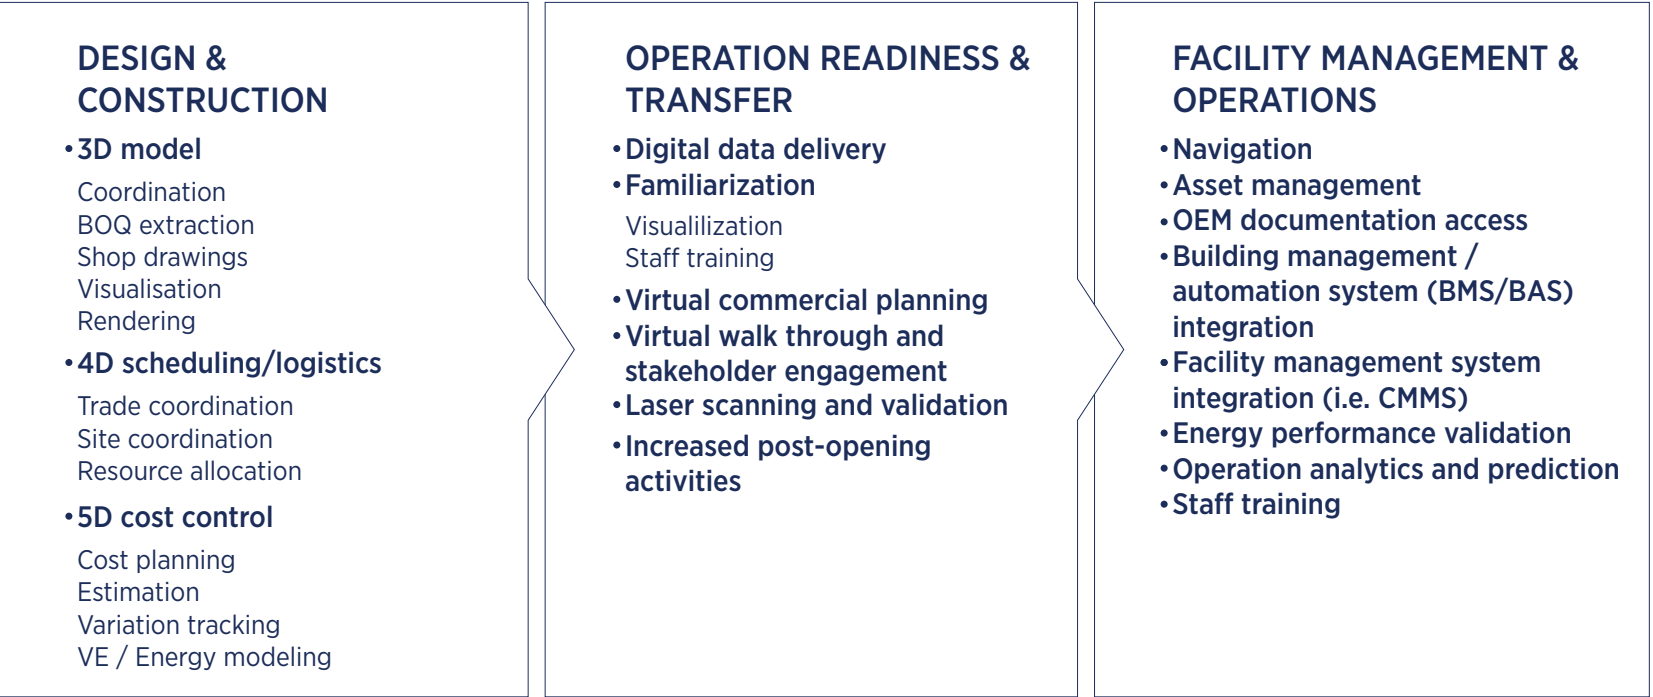 DESIGN &
CONSTRUCTION
•3D model
Coordination
BOQ extraction
Shop drawings
Visualisation
Rendering
•4D scheduling/logistics
Trade coordination
Site coordination
Resource allocation
•5D cost control
Cost planning
Estimation
Variation tracking
VE / Energy modeling
OPERATION READINESS &
TRANSFER
•Digital data delivery
•Familiarization
Visualilization
Staff training
•Virtual commercial planning
•Virtual walk through and
stakeholder engagement
•Laser scanning and validation
•Increased post-opening
activities
FACILITY MANAGEMENT &
OPERATIONS
•Navigation
•Asset management
•OEM documentation access
•Building management /
automation system (BMS/BAS)
integration
•Facility management system
integration (i.e. CMMS)
•Energy performance validation
•Operation analytics and prediction
•Staff training